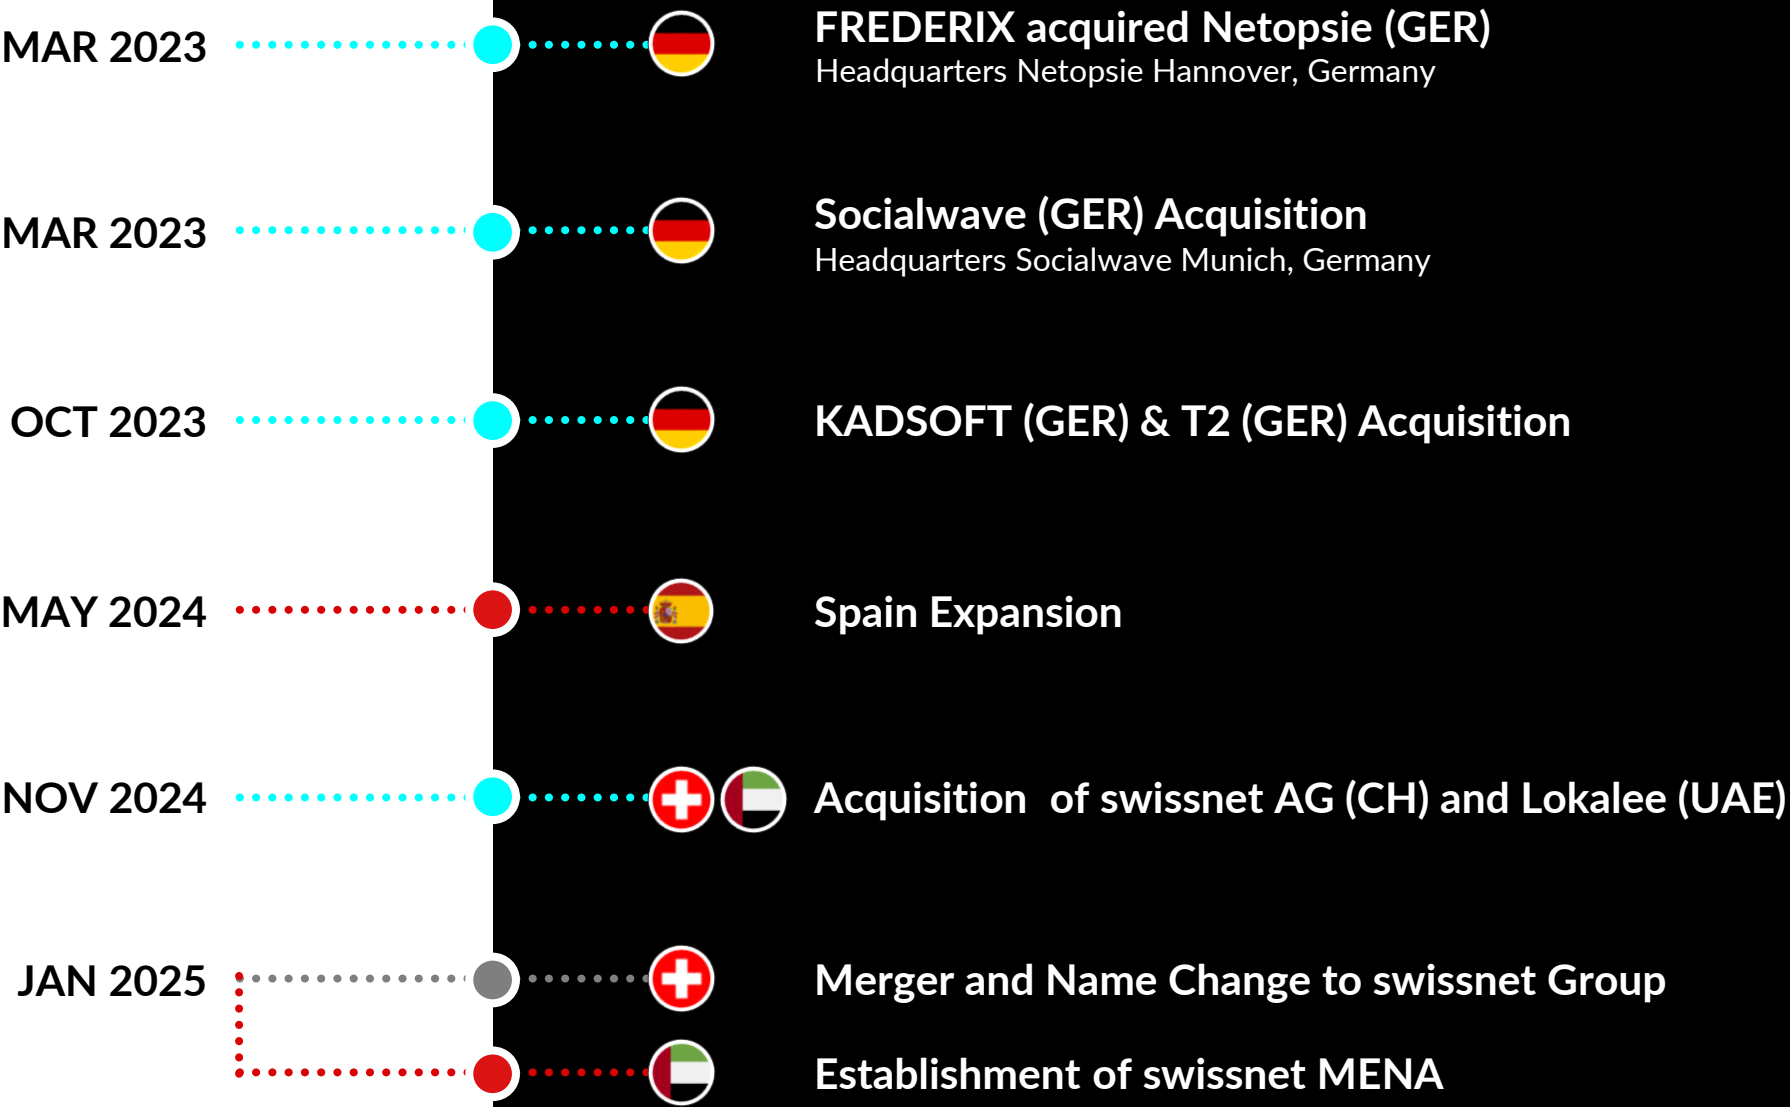 MAR 2023
FREDERIX acquired Netopsie (GER)
Headquarters Netopsie Hannover, Germany
MAR 2023
Socialwave (GER) Acquisition
Headquarters Socialwave Munich, Germany
OCT 2023
KADSOFT (GER) & T2 (GER) Acquisition
MAY 2024
Spain Expansion
NOV 2024
Acquisition  of swissnet AG (CH) and Lokalee (UAE)
JAN 2025
Merger and Name Change to swissnet Group
Establishment of swissnet MENA